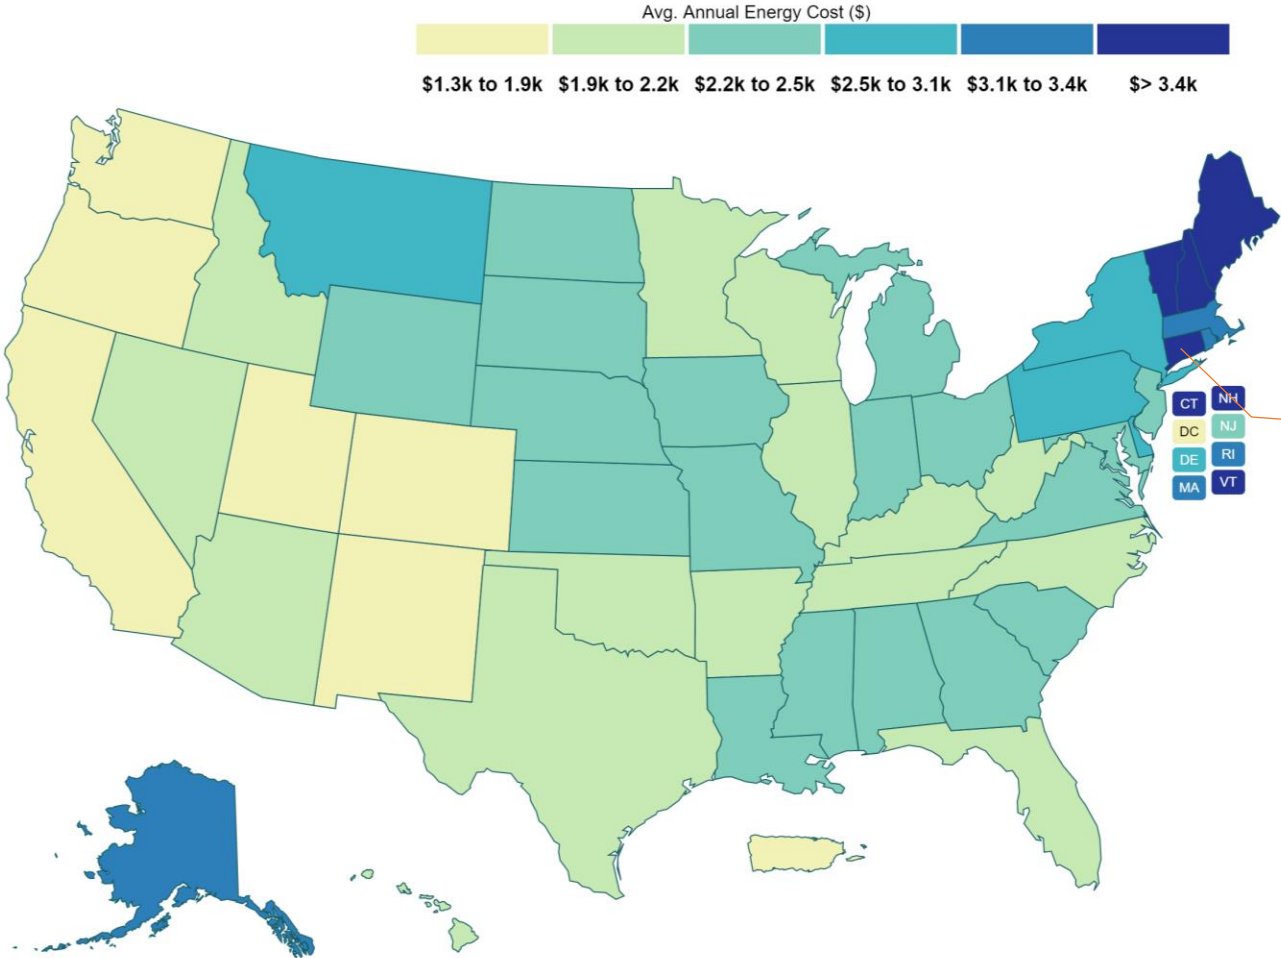 Avg. Annual Energy Cost ($)
$1.3k to 1.9k $1.9k to 2.2k $2.2k to 2.5k $2.5k to 3.1k $3.1k to 3.4k $> 3.4k
CT NH
DC NJ
DE RI
MA VT